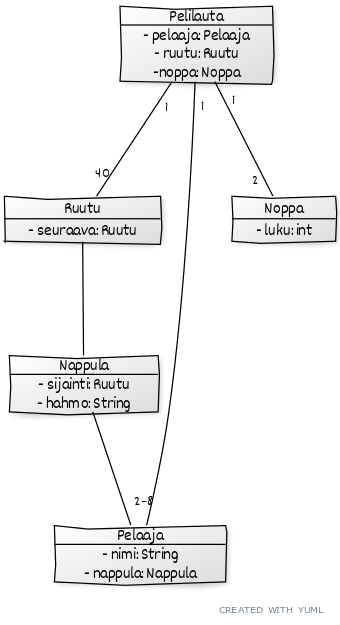 Pelilauta
- pelaaja: Pelaaja
- ruutu: Ruutu
-noppa: Noppa
1
1
1
40
2
Ruutu
- seuraava: Ruutu
Noppa
- luku: int
Nappula
- sijainti: Ruutu
- hahmo: String
2-8
Pelaaja
- nimi: String
- nappula: Nappula
CREATED WITH YUML